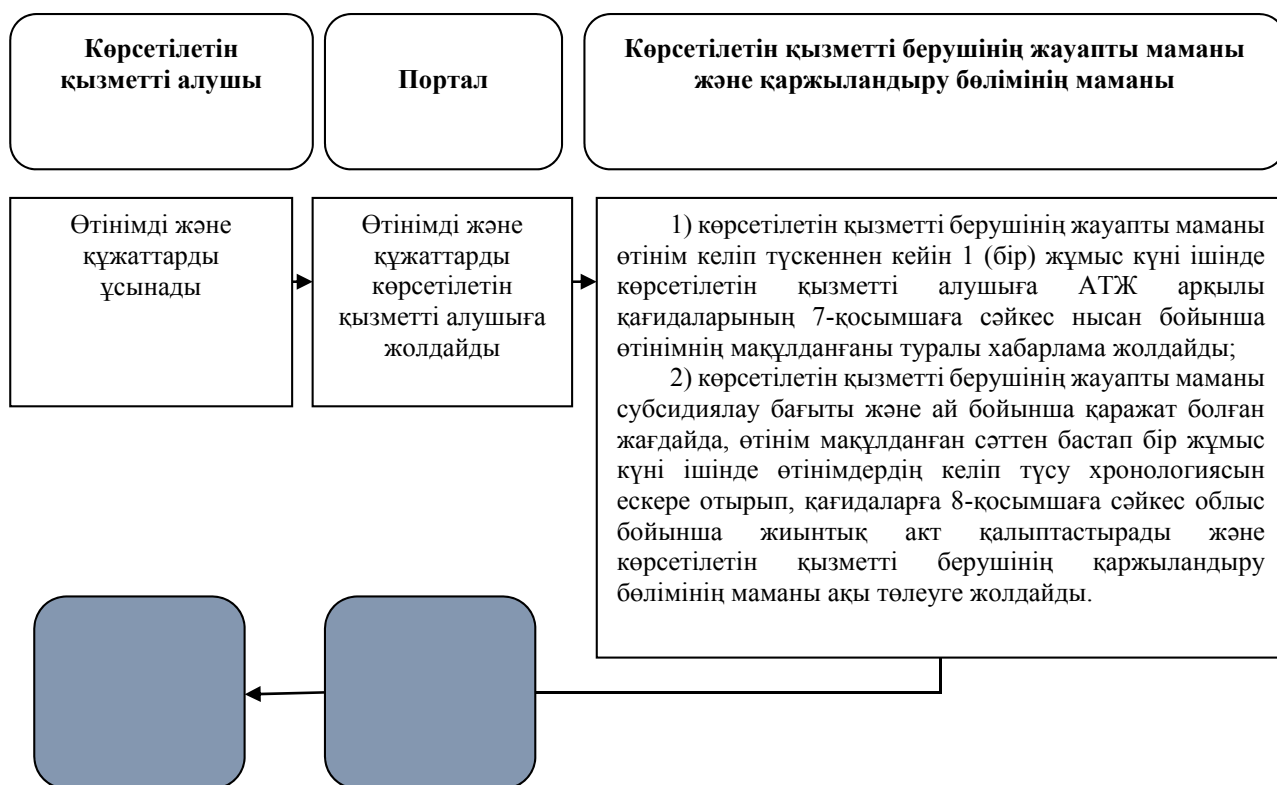 Көрсетілетін
қызметті алушы
Портал
Көрсетілетін қызметті берушінің жауапты маманы
және қаржыландыру бөлімінің маманы
Өтінімді және
құжаттарды
ұсынады
Өтінімді және
құжаттарды
көрсетілетін
қызметті алушыға
жолдайды
1) көрсетілетін қызметті берушінің жауапты маманы
өтінім келіп түскеннен кейін 1 (бір) жұмыс күні ішінде
көрсетілетін қызметті алушыға АТЖ арқылы
қағидаларының 7-қосымшаға сәйкес нысан бойынша
өтінімнің мақұлданғаны туралы хабарлама жолдайды;
2) көрсетілетін қызметті берушінің жауапты маманы
субсидиялау бағыты және ай бойынша қаражат болған
жағдайда, өтінім мақұлданған сәттен бастап бір жұмыс
күні ішінде өтінімдердің келіп түсу хронологиясын
ескере отырып, қағидаларға 8-қосымшаға сәйкес облыс
бойынша жиынтық акт қалыптастырады және
көрсетілетін қызметті берушінің қаржыландыру
бөлімінің маманы ақы төлеуге жолдайды.